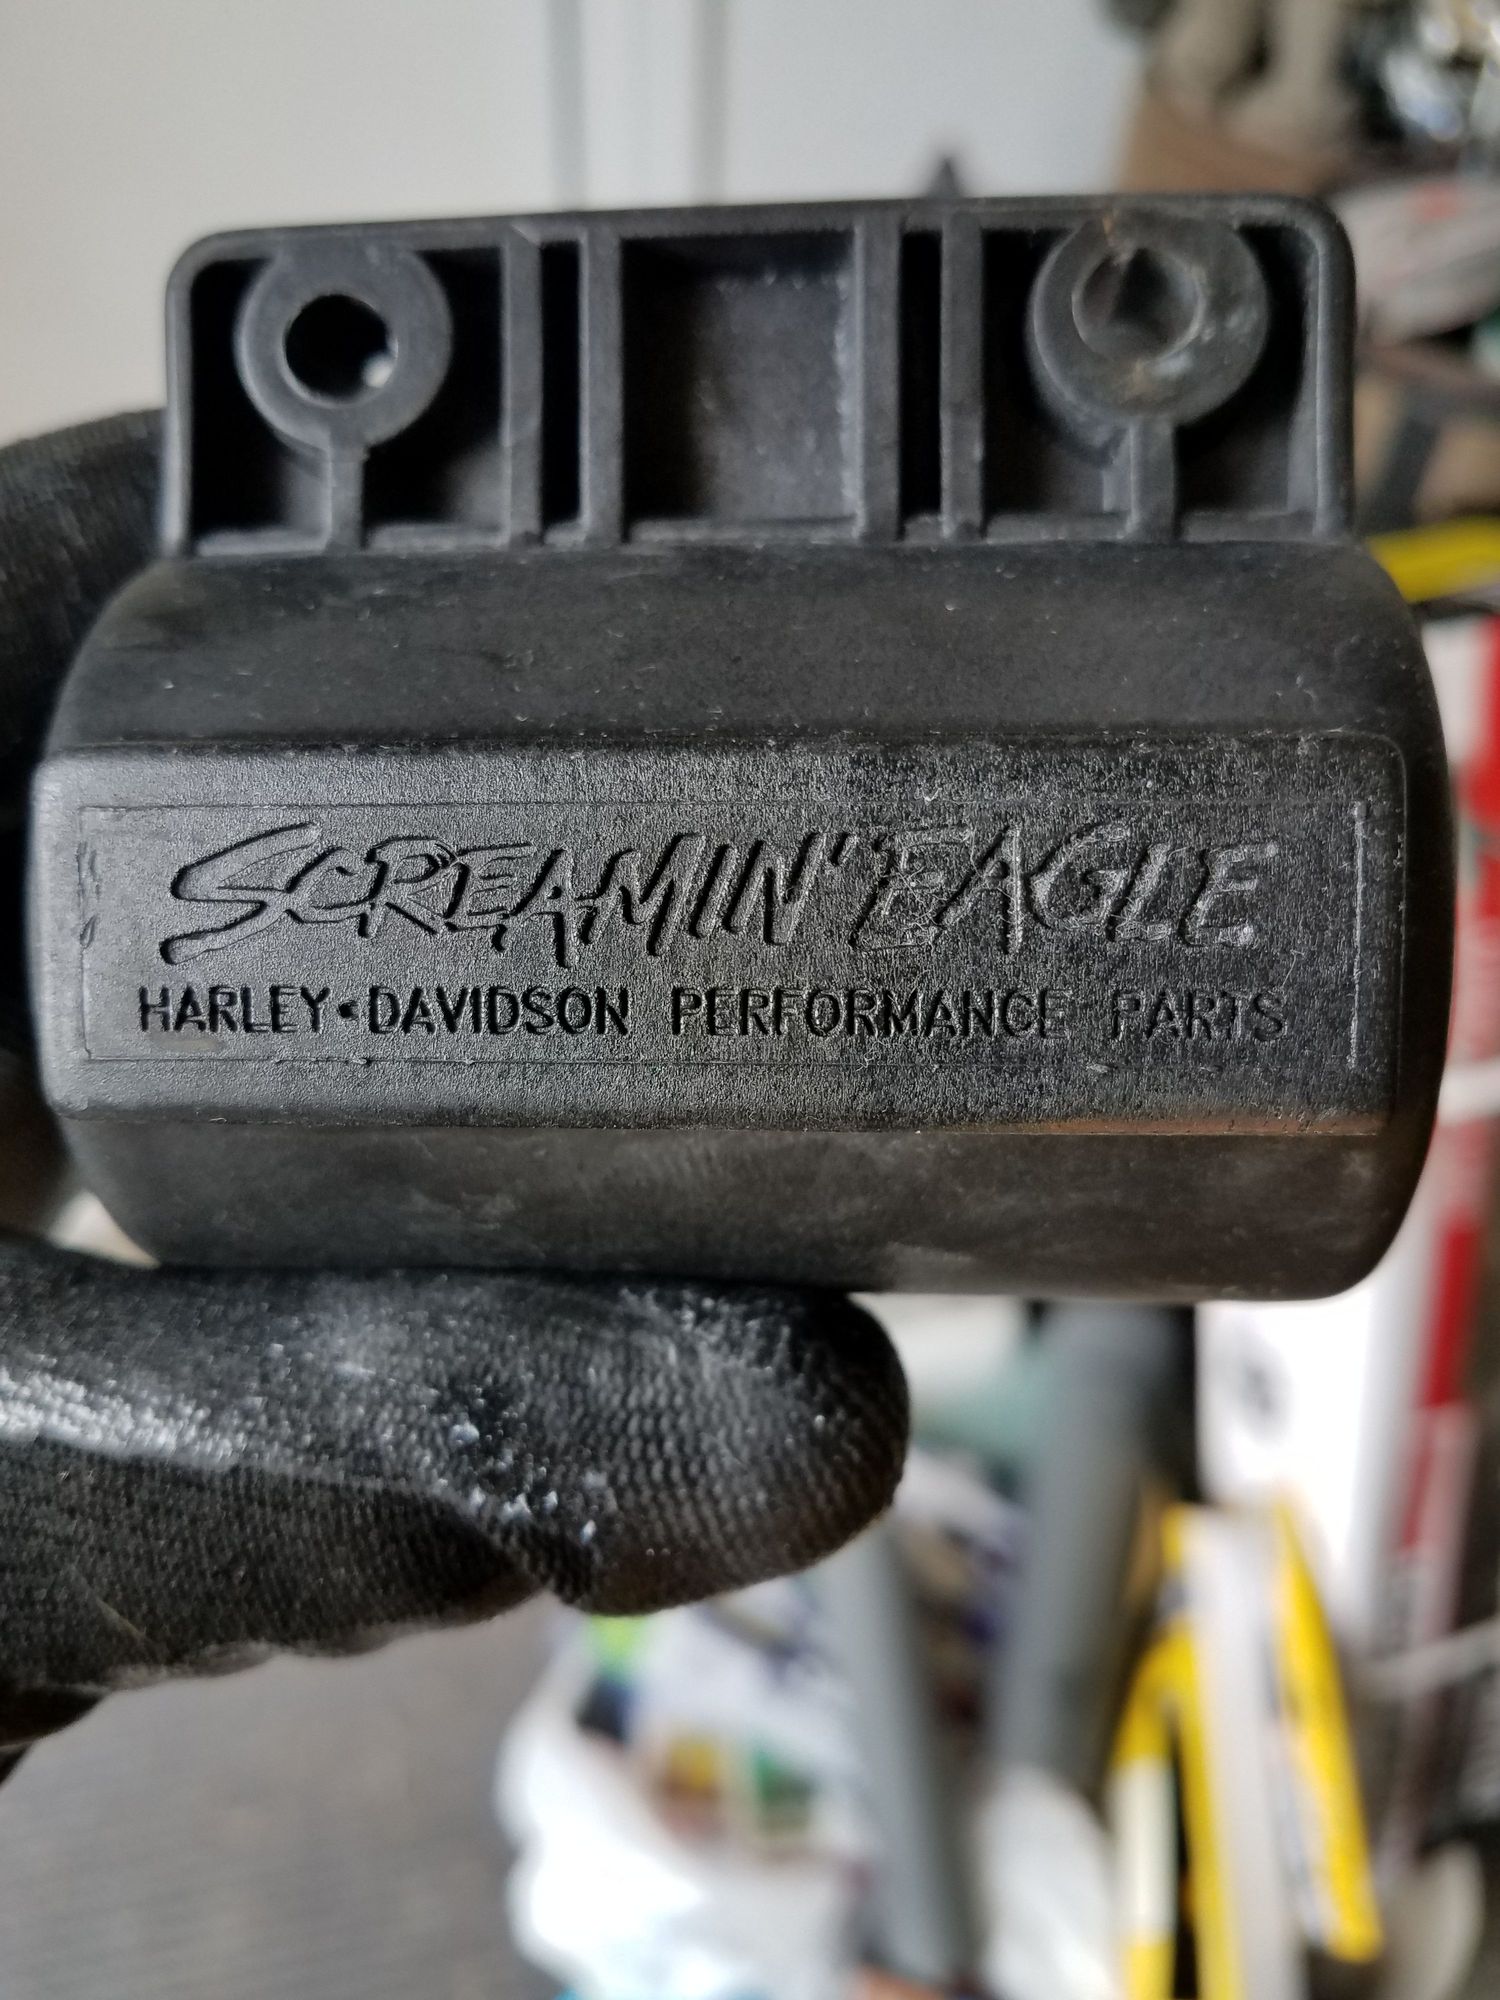 SCREAMIN' EAGLE
HARLEY-DAVIDSON PERFORMANCE PARTS